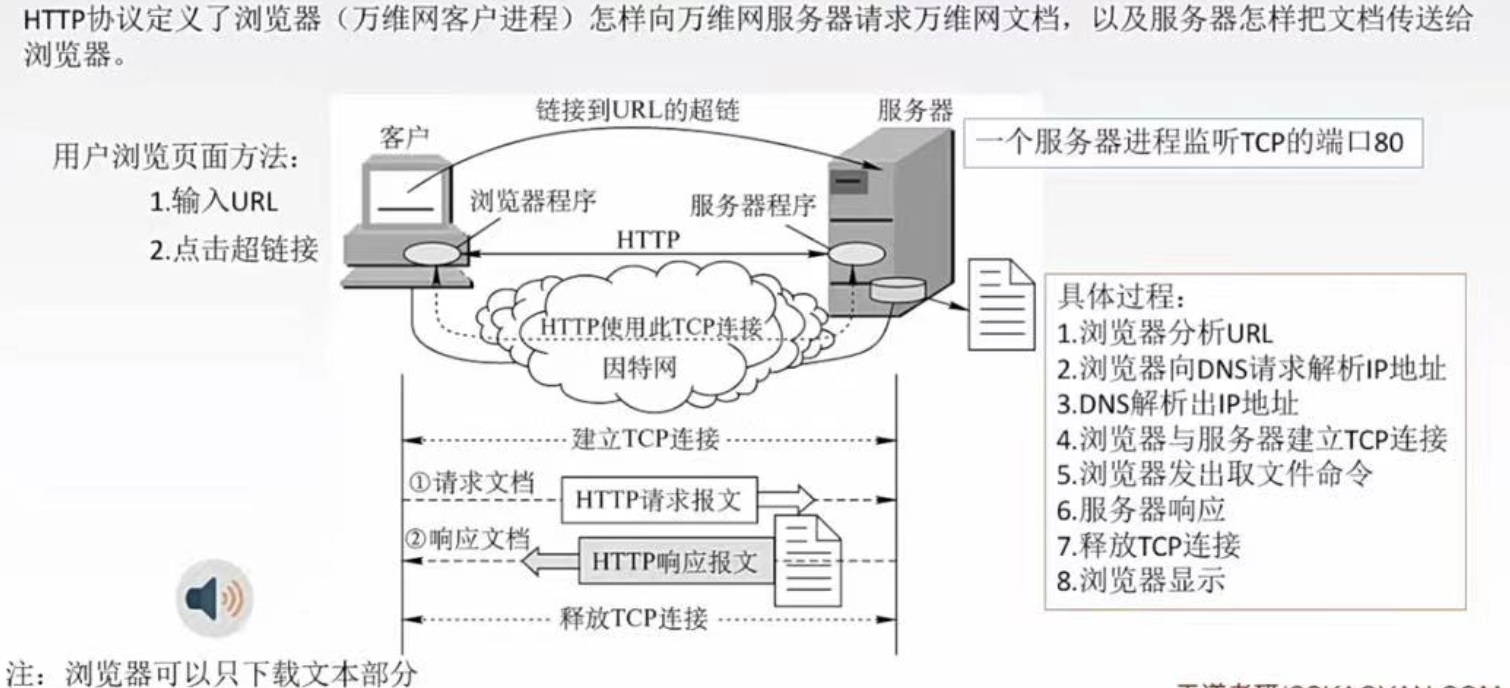 HTTP协议定义了浏览器（万维网客户进程）怎样向万维网服务器请求万维网文档，以及服务器怎样把文档传送给
浏览器。
用户浏览页面方法：
1.输入URL
2.点击超链接
链接到URL的超链
客户
服务器
一个服务器进程监听TCP的端口80
浏览器程序
服务器程序
HTTP
HTTP使用此TCP连接
因特网
建立TCP连接
①请求文档
HTTP请求报文
②响应文档
HTTP响应报文
释放TCP连接
具体过程：
1.浏览器分析URL
2.浏览器向DNS请求解析IP地址
3.DNS解析出IP地址
4.浏览器与服务器建立TCP连接
5.浏览器发出取文件命令
6.服务器响应
7.释放TCP连接
8.浏览器显示
注：浏览器可以只下载文本部分